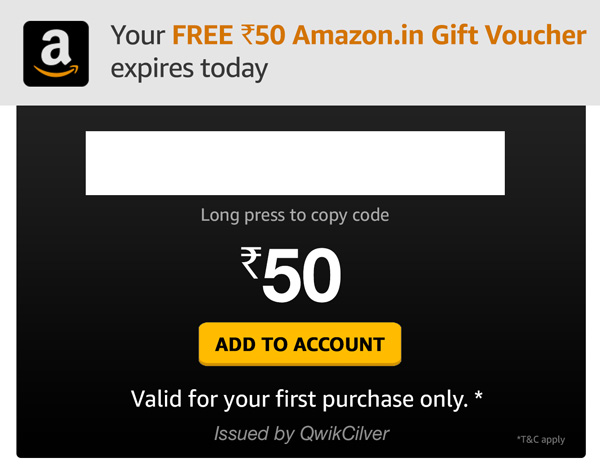 a
Your FREE ₹50 Amazon.in Gift Voucher
expires today
Long press to copy code
₹50
ADD TO ACCOUNT
Valid for your first purchase only. *
Issued by QwikCilver
*T&C apply